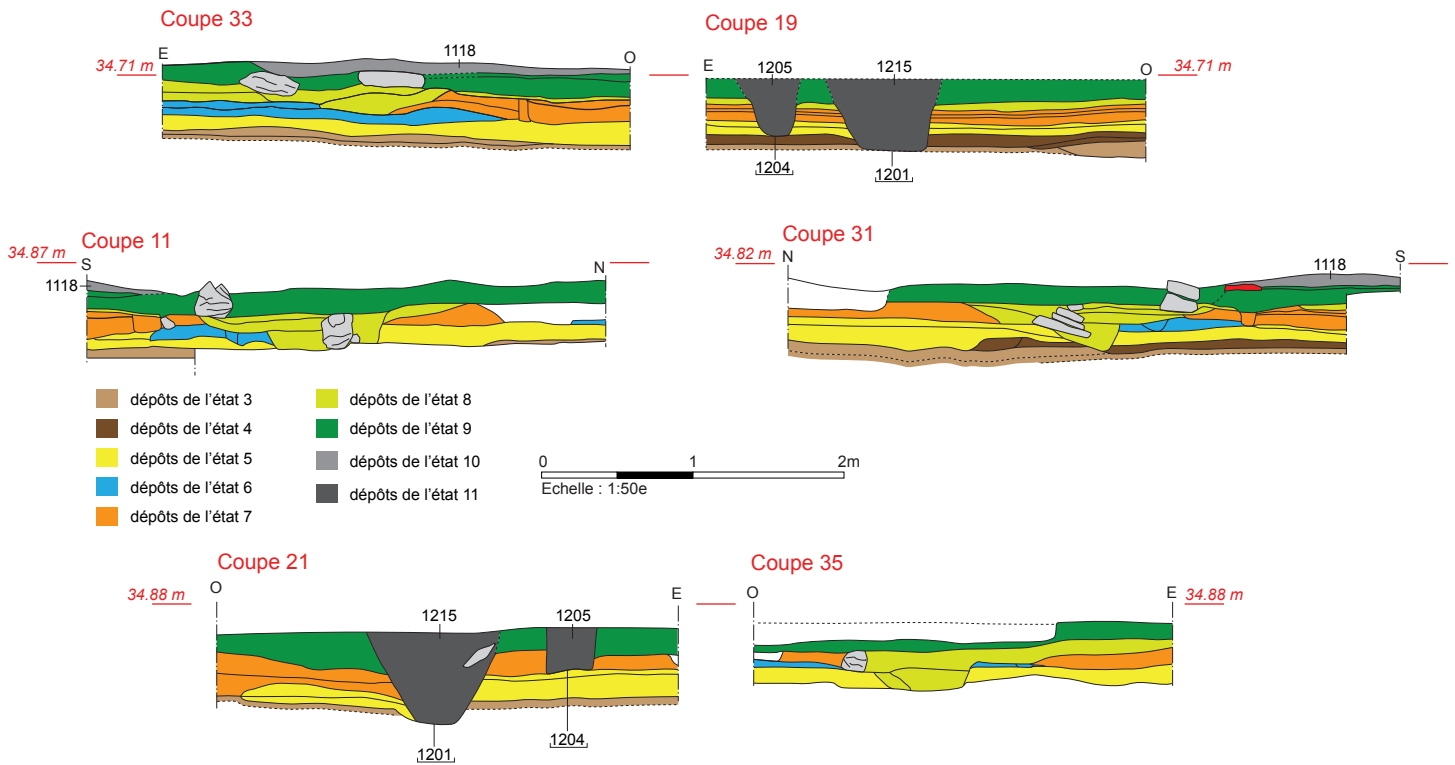 Coupe 33
E
1118
O
34.71 m
Coupe 19
E
1205
1215
O
34.71 m
1204
1201
Coupe 11
34.87 m
S
N
1118
Coupe 31
34.82 m
N
1118
S
dépôts de l'état 3
dépôts de l'état 4
dépôts de l'état 5
dépôts de l'état 6
dépôts de l'état 7
dépôts de l'état 8
dépôts de l'état 9
dépôts de l'état 10
dépôts de l'état 11
0 1 2m
Echelle : 1:50e
Coupe 21
O
34.88 m
1215
1205
E
1201
1204
Coupe 35
O
E
34.88 m